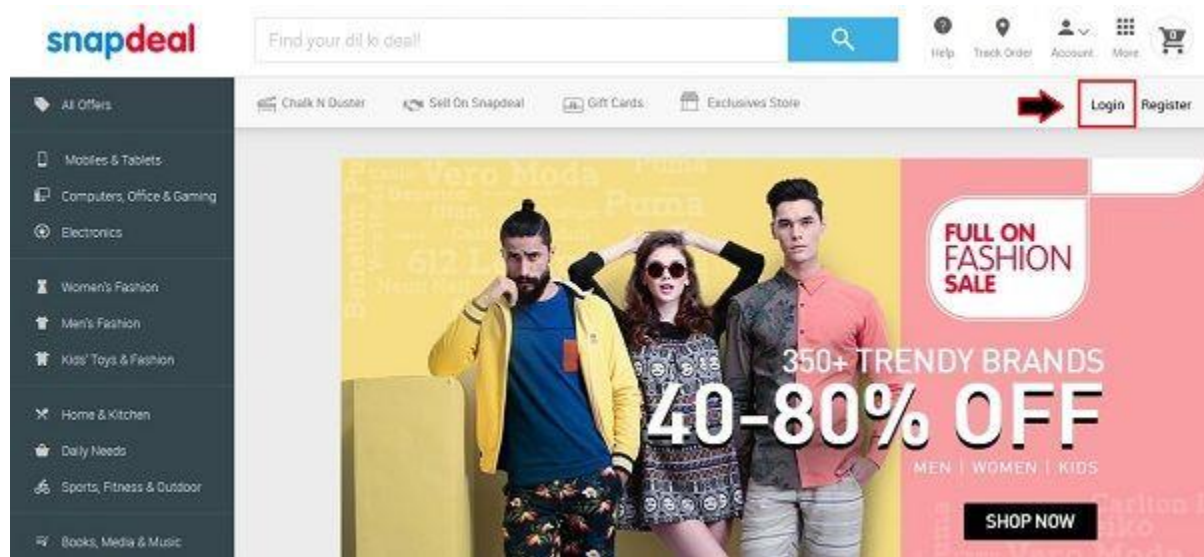 snapdeal
Find your dil ki deal!
Help
Track Order
Account
More
0
All Offers
Chalk N Duster
Sell On Snapdeal
Gift Cards
Exclusives Store
Login
Register
Mobiles & Tablets
Computers, Office & Gaming
Electronics
Women's Fashion
Men's Fashion
Kids' Toys & Fashion
Home & Kitchen
Daily Needs
Sports, Fitness & Outdoor
Books, Media & Music
Vero Moda
Puma
Puma
FULL ON
FASHION
SALE
350+ TRENDY BRANDS
40-80% OFF
MEN | WOMEN | KIDS
SHOP NOW
Carlton